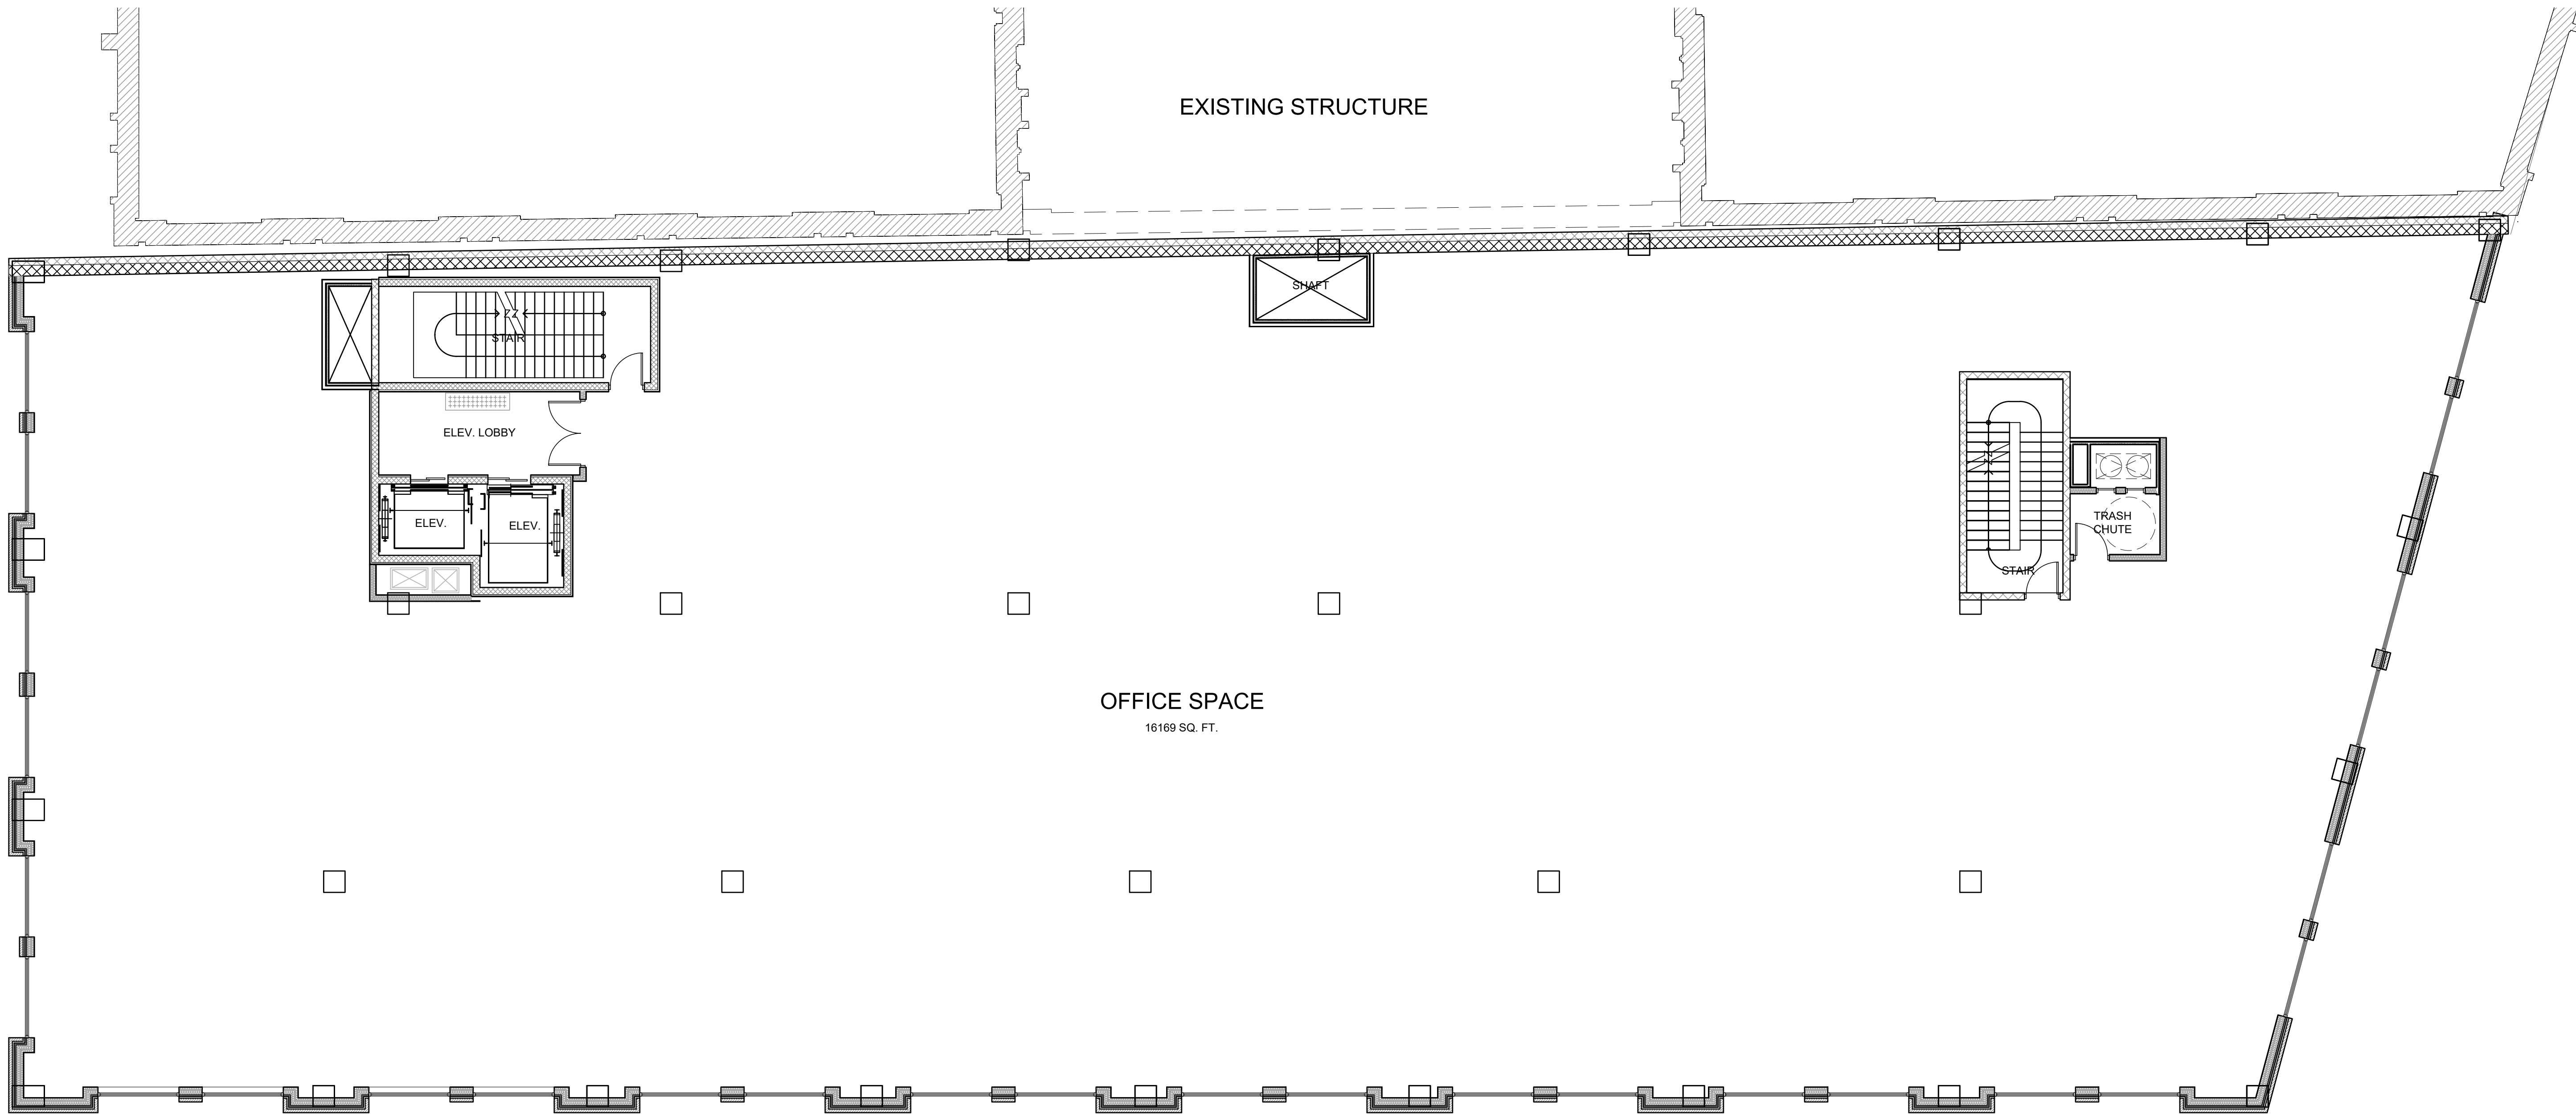 EXISTING STRUCTURE
SHAFT
STAIR
ELEV. LOBBY
ELEV.
ELEV.
TRASH
CHUTE
STAIR
OFFICE SPACE
16169 SQ. FT.